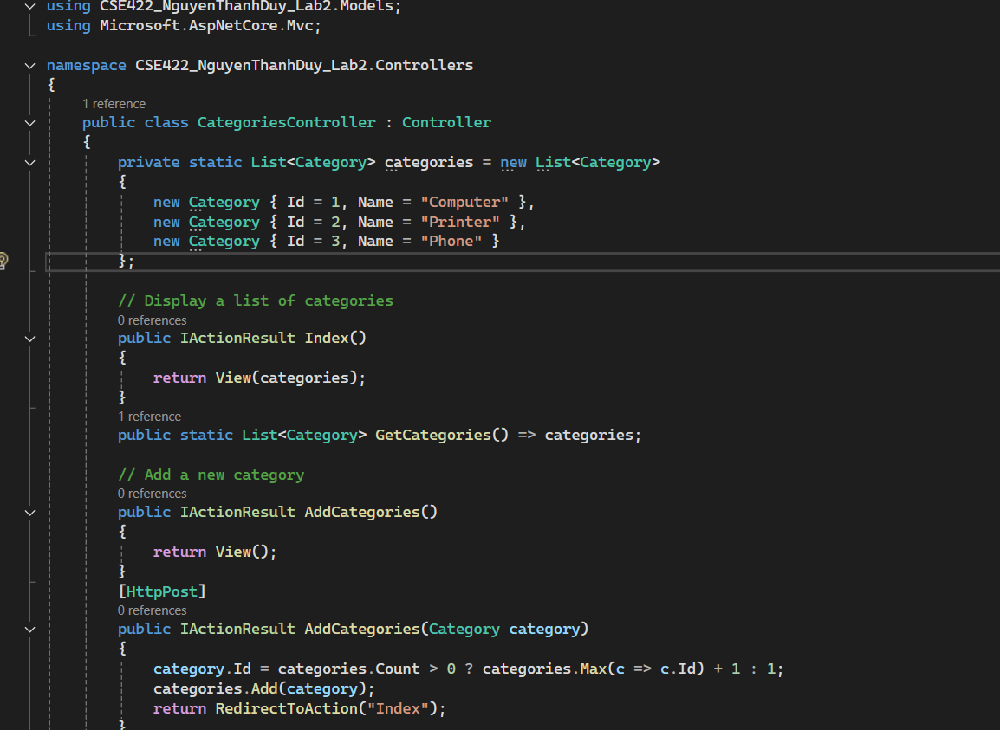 using CSE422_NguyenThanhDuy_Lab2.Models;
using Microsoft.AspNetCore.Mvc;
namespace CSE422_NguyenThanhDuy_Lab2.Controllers
{
1 reference
public class CategoriesController : Controller
{
private static List<Category> categories = new List<Category>
{
new Category { Id = 1, Name = "Computer" },
new Category { Id = 2, Name = "Printer" },
new Category { Id = 3, Name = "Phone" }
};
// Display a list of categories
0 references
public IActionResult Index()
{
return View(categories);
}
1 reference
public static List<Category> GetCategories() => categories;
// Add a new category
0 references
public IActionResult AddCategories()
{
return View();
}
[HttpPost]
0 references
public IActionResult AddCategories(Category category)
{
category.Id = categories.Count > 0 ? categories.Max(c => c.Id) + 1 : 1;
categories.Add(category);
return RedirectToAction("Index");
}